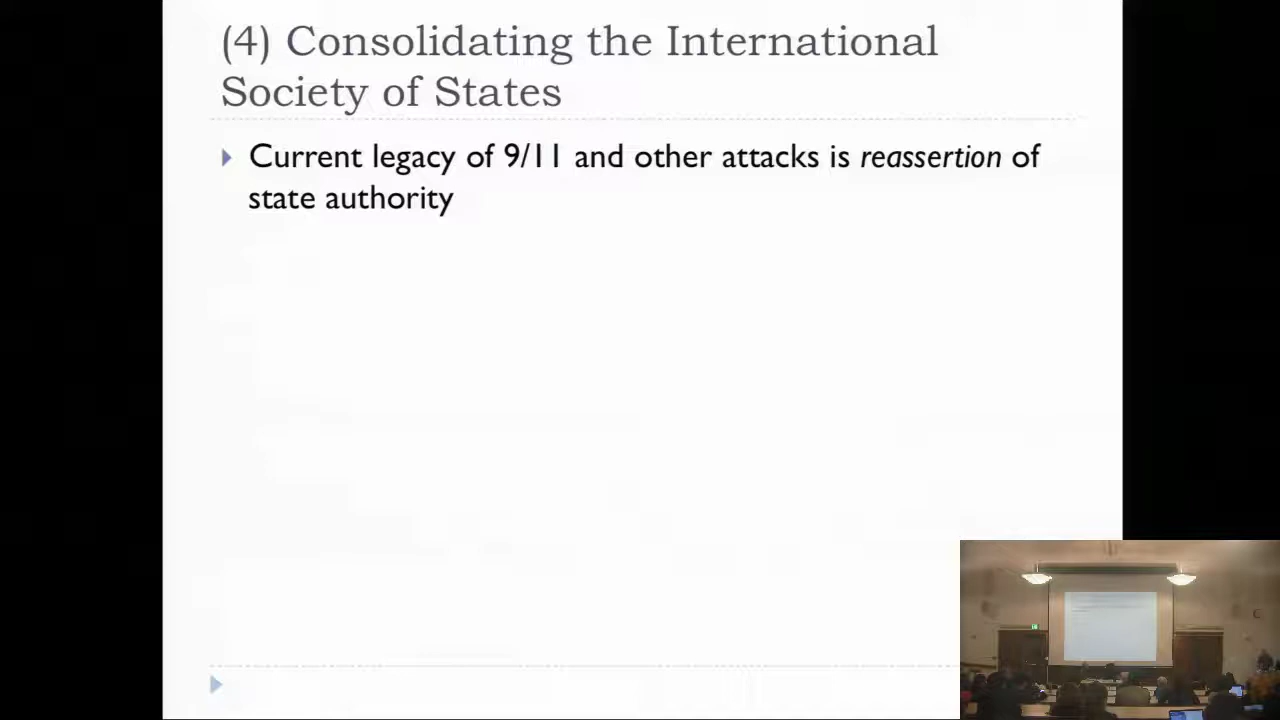 (4) Consolidating the International
Society of States
Current legacy of 9/11 and other attacks is reassertion of
state authority